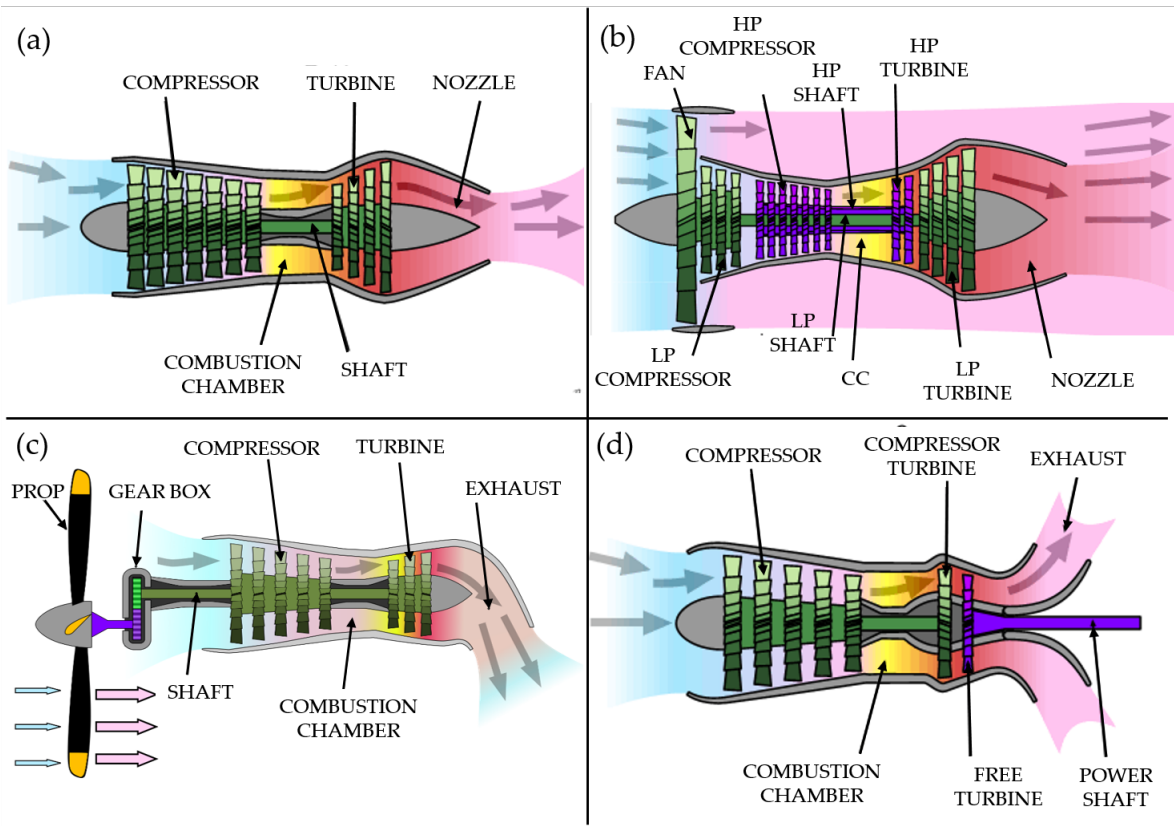 (a)
COMPRESSOR
TURBINE
NOZZLE
COMBUSTION
CHAMBER
SHAFT
(b)
HP
COMPRESSOR
FAN
HP
SHAFT
HP
TURBINE
LP
COMPRESSOR
LP
SHAFT
CC
LP
TURBINE
NOZZLE
(c)
PROP
GEAR BOX
COMPRESSOR
TURBINE
EXHAUST
SHAFT
COMBUSTION
CHAMBER
(d)
COMPRESSOR
COMPRESSOR
TURBINE
EXHAUST
COMBUSTION
CHAMBER
FREE
TURBINE
POWER
SHAFT